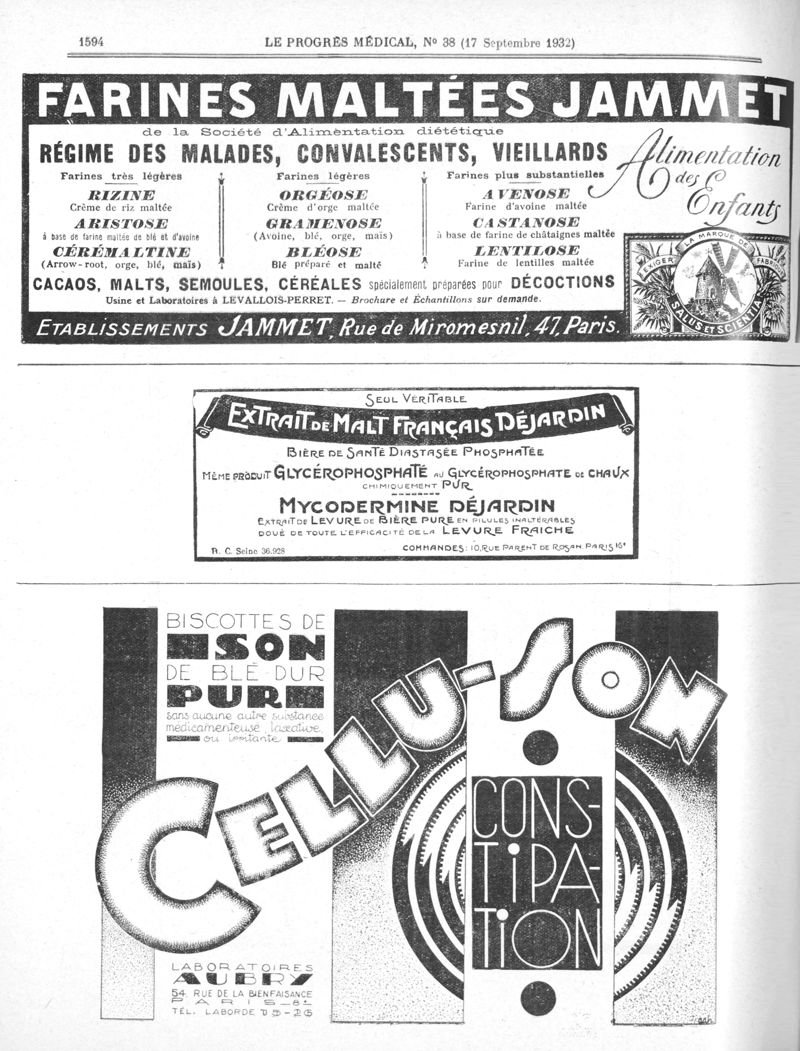 1594
LE PROGRÈS MÉDICAL, Nº 38 (17 Septembre 1932)
FARINES MALTÉES JAMMET
de la Société d'Alimentation diététique
RÉGIME DES MALADES, CONVALESCENTS, VIEILLARDS
Alimentation
des
Enfants
Farines très légères
RIZINE
Crème de riz maltée
ARISTOSE
à base de farine maltée de blé et d'avoine
CÉRÉMALTINE
(Arrow-root, orge, blé, maïs)
Farines légères
ORGÉOSE
Crème d'orge maltée
GRAMENOSE
(Avoine, blé, orge, maïs)
BLÉOSE
Blé préparé et malté
Farines plus substantielles
AVENOSE
Farine d'avoine maltée
CASTANOSE
à base de farine de châtaignes maltée
LENTILOSE
Farine de lentilles maltée
EXIGER LA MARQUE DE FABRIQUE
SALUS ET SCIENTIA
CACAOS, MALTS, SEMOULES, CÉRÉALES spécialement préparées pour DÉCOCTIONS
Usine et Laboratoires à LEVALLOIS-PERRET. — Brochure et Échantillons sur demande.
ETABLISSEMENTS JAMMET, Rue de Miromesnil, 47, Paris.
SEUL VÉRITABLE
EXTRAIT DE MALT FRANÇAIS DÉJARDIN
BIÈRE DE SANTÉ DIASTASÉE PHOSPHATÉE
MÊME PRODUIT GLYCÉROPHOSPHATÉ AU GLYCÉROPHOSPHATE DE CHAUX
CHIMIQUEMENT PUR
MYCODERMINE DÉJARDIN
EXTRAIT DE LEVURE DE BIÈRE PURE EN PILULES INALTÉRABLES
DOUÉ DE TOUTE L'EFFICACITÉ DE LA LEVURE FRAICHE
R. C. Seine 36.928
COMMANDES: 10, RUE PARENT DE ROSAN. PARIS 16e
BISCOTTES DE
SON
DE BLÉ DUR
PUR
sans aucune autre substance
médicamenteuse laxative
ou irritante
CELLU-SON
CONS-
TIPA-
TION
LABORATOIRES
AUBRY
54. RUE DE LA BIENFAISANCE
PARIS_8e
TÉL. LABORDE 15-26